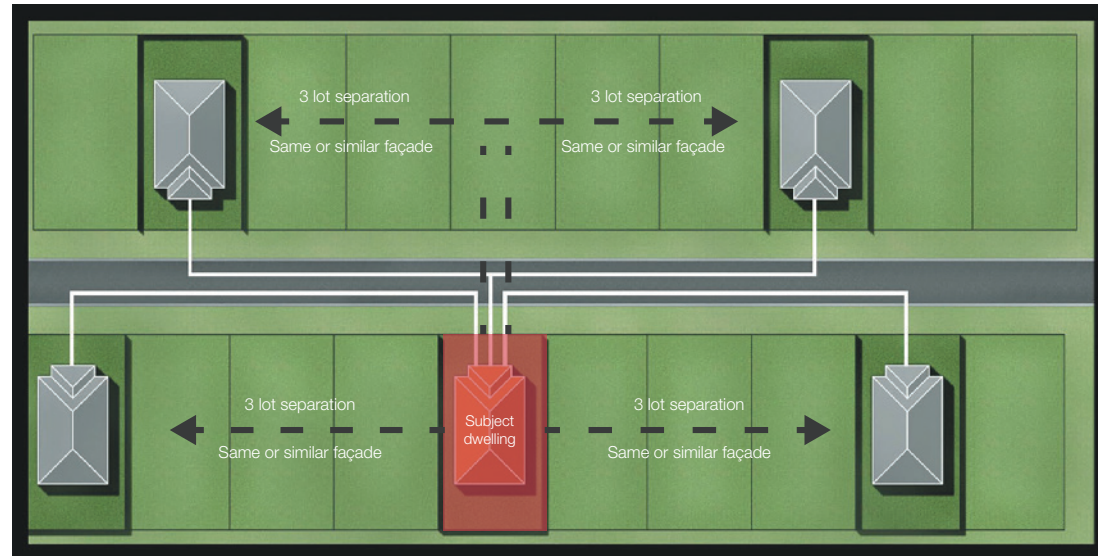 3 lot separation
Same or similar façade
3 lot separation
Same or similar façade
3 lot separation
Same or similar façade
Subject
dwelling
3 lot separation
Same or similar façade